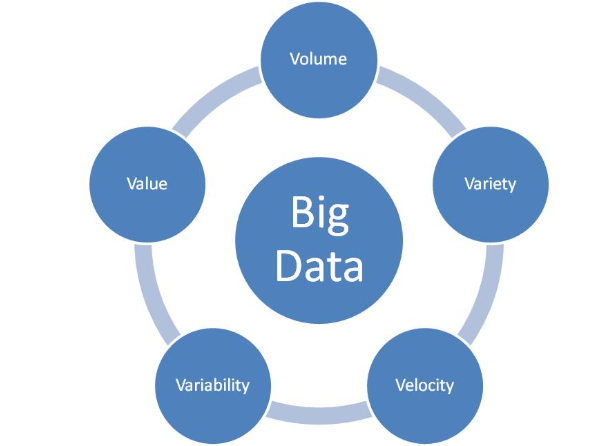 Volume
Variety
Velocity
Variability
Value
Big
Data